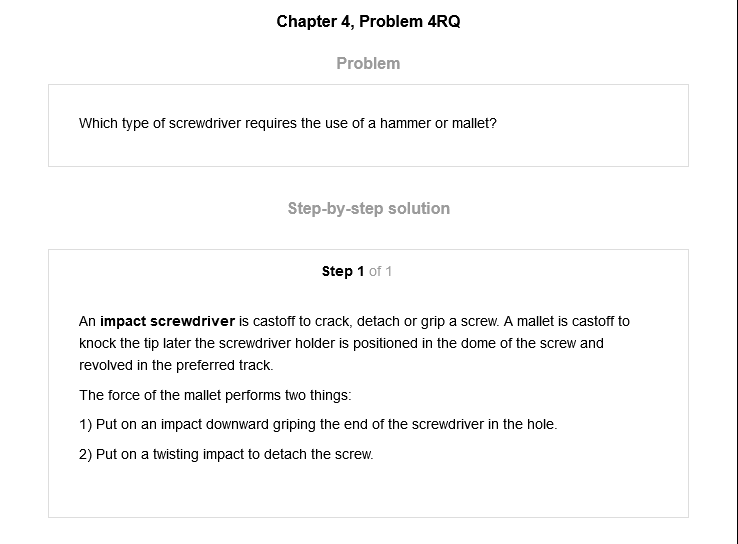 Chapter 4, Problem 4RQ
Problem
Which type of screwdriver requires the use of a hammer or mallet?
Step-by-step solution
Step 1 of 1
An impact screwdriver is castoff to crack, detach or grip a screw. A mallet is castoff to
knock the tip later the screwdriver holder is positioned in the dome of the screw and
revolved in the preferred track.
The force of the mallet performs two things:
1) Put on an impact downward griping the end of the screwdriver in the hole.
2) Put on a twisting impact to detach the screw.